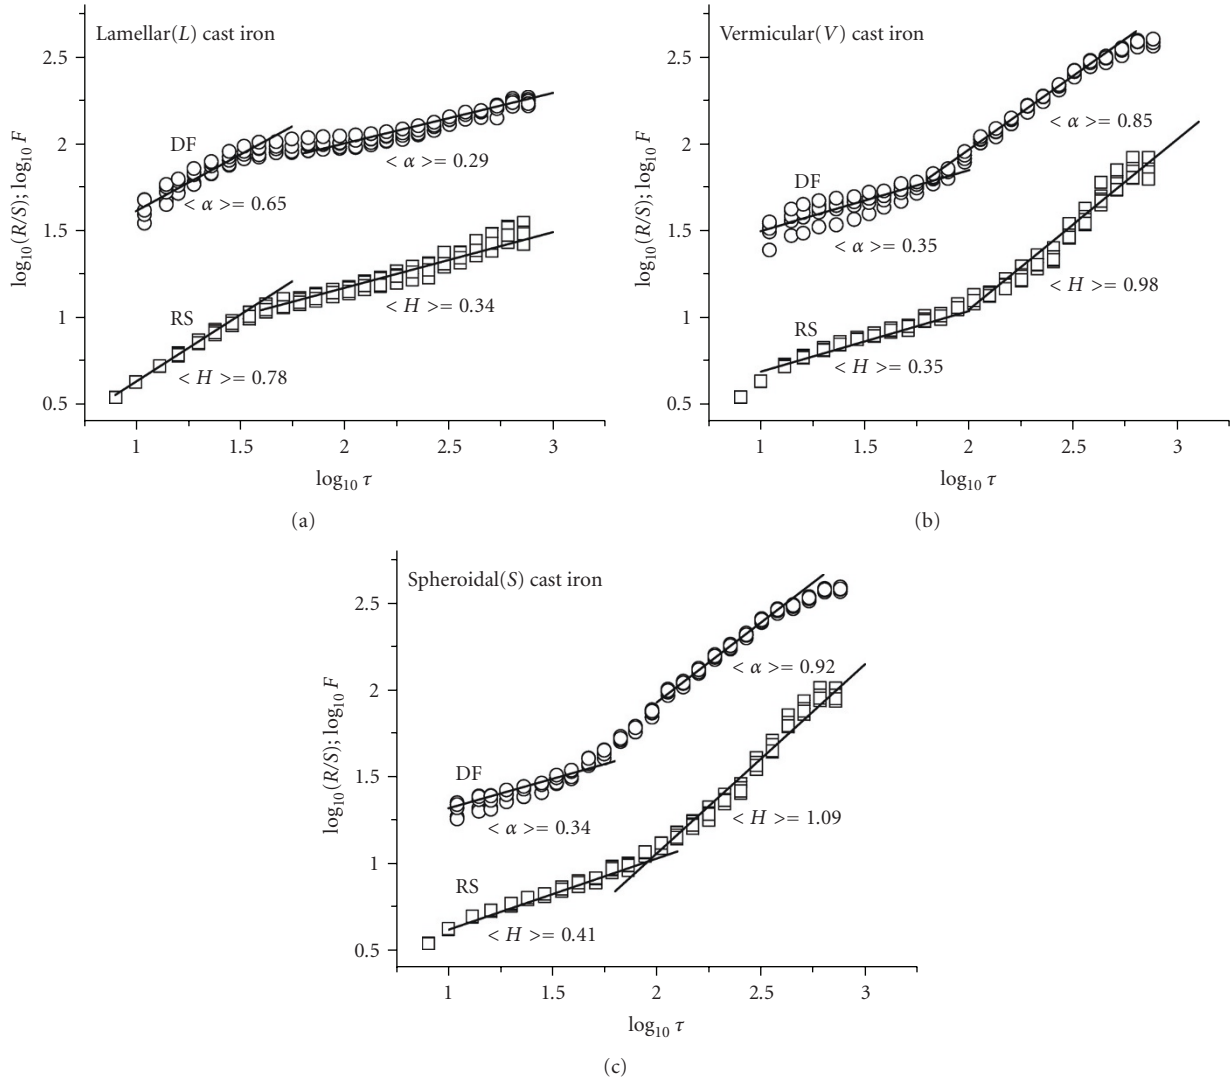 Lamellar(L) cast iron
2.5
2
1.5
1
0.5
log₁₀(R/S); log₁₀ F
DF
< α >= 0.29
< α >= 0.65
RS
< H >= 0.34
< H >= 0.78
1 1.5 2 2.5 3
log₁₀ τ
(a)
Vermicular(V) cast iron
2.5
2
1.5
1
0.5
log₁₀(R/S); log₁₀ F
< α >= 0.85
DF
< α >= 0.35
< H >= 0.98
RS
< H >= 0.35
1 1.5 2 2.5 3
log₁₀ τ
(b)
Spheroidal(S) cast iron
2.5
2
1.5
1
0.5
log₁₀(R/S); log₁₀ F
< α >= 0.92
DF
< α >= 0.34
< H >= 1.09
RS
< H >= 0.41
1 1.5 2 2.5 3
log₁₀ τ
(c)